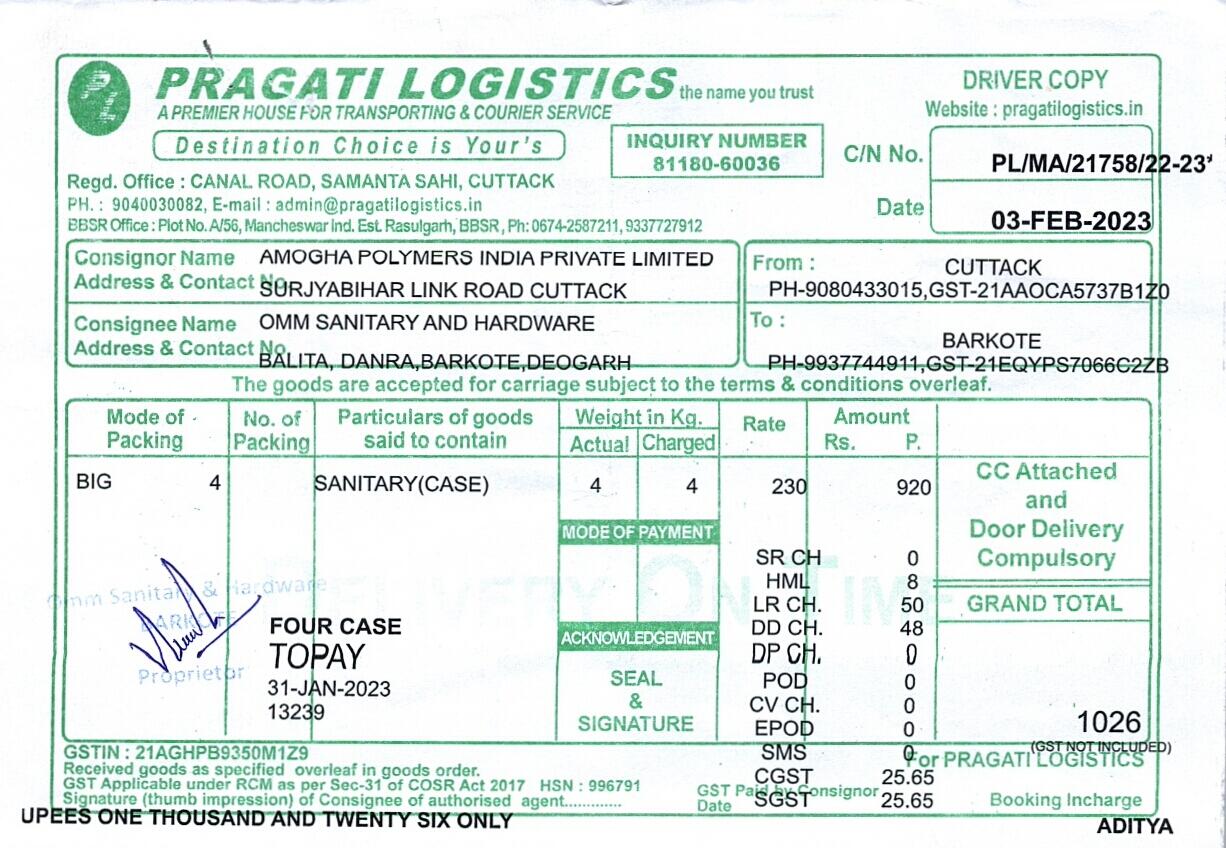 PL
PRAGATI LOGISTICS the name you trust
A PREMIER HOUSE FOR TRANSPORTING & COURIER SERVICE
Destination Choice is Your's
INQUIRY NUMBER
81180-60036
DRIVER COPY
Website : pragatilogistics.in
C/N No. PL/MA/21758/22-23'
Date 03-FEB-2023
Regd. Office : CANAL ROAD, SAMANTA SAHI, CUTTACK
PH. : 9040030082, E-mail : admin@pragatilogistics.in
BBSR Office : Plot No. A/56, Mancheswar Ind. Est. Rasulgarh, BBSR, Ph: 0674-2587211, 9337727912
Consignor Name AMOGHA POLYMERS INDIA PRIVATE LIMITED
Address & Contact No. SURJYABIHAR LINK ROAD CUTTACK
From : CUTTACK
PH-9080433015,GST-21AAOCA5737B1Z0
Consignee Name OMM SANITARY AND HARDWARE
Address & Contact No. BALITA, DANRA,BARKOTE,DEOGARH
To : BARKOTE
PH-9937744911,GST-21EQYPS7066C2ZB
The goods are accepted for carriage subject to the terms & conditions overleaf.
Mode of Packing No. of Packing Particulars of goods said to contain Weight in Kg. Actual Charged Rate Amount Rs. P.
BIG 4 SANITARY(CASE) 4 4 230 920
CC Attached
and
Door Delivery
Compulsory
MODE OF PAYMENT
DELIVERY ON TIME
SR CH 0
HML 8
LR CH. 50
DD CH. 48
DP CH. 0
POD 0
CV CH. 0
EPOD 0
SMS 0
CGST 25.65
SGST 25.65
GRAND TOTAL
1026
(GST NOT INCLUDED)
Omm Sanitary & Hardware
BARKOTE
Proprietor
FOUR CASE
TOPAY
31-JAN-2023
13239
ACKNOWLEDGEMENT
SEAL
&
SIGNATURE
GSTIN : 21AGHPB9350M1Z9
Received goods as specified overleaf in goods order.
GST Applicable under RCM as per Sec-31 of COSR Act 2017 HSN : 996791
Signature (thumb impression) of Consignee of authorised agent.............
GST Paid by Consignor
Date
For PRAGATI LOGISTICS
Booking Incharge
UPEES ONE THOUSAND AND TWENTY SIX ONLY
ADITYA